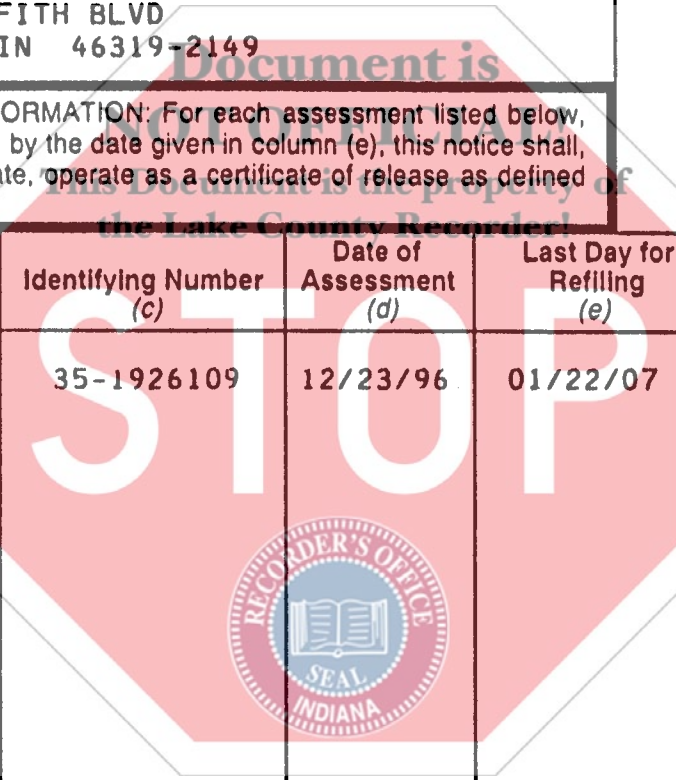 FITH BLVD
IN 46319-2149
Document is
NOT OFFICIAL!
ORMATION: For each assessment listed below,
by the date given in column (e), this notice shall,
ate, operate as a certificate of release as defined
This Document is the property of
the Lake County Recorder!
Identifying Number
(c)
Date of
Assessment
(d)
Last Day for
Refiling
(e)
35-1926109 12/23/96 01/22/07
STOP
RECORDER'S OFFICE
SEAL
INDIANA